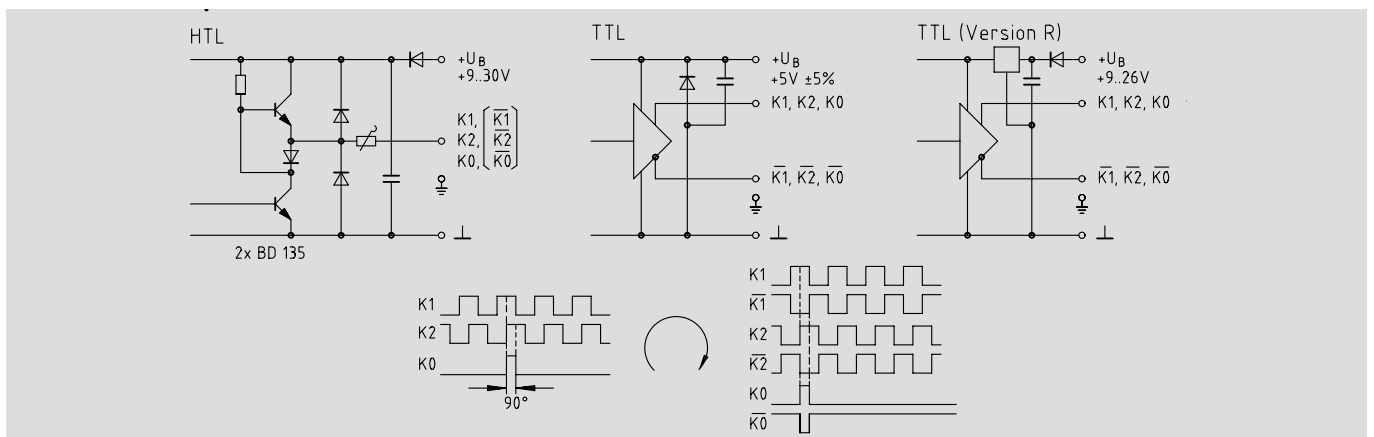 HTL
+U_B
+9..30V
K1, [K̅1̅]
K2, [K̅2̅]
K0, [K̅0̅]
2x BD 135
TTL
+U_B
+5V ±5%
K1, K2, K0
K̅1̅, K̅2̅, K̅0̅
TTL (Version R)
+U_B
+9..26V
K1, K2, K0
K̅1̅, K̅2̅, K̅0̅
K1
K2
K0
90°
K1
K̅1̅
K2
K̅2̅
K0
K̅0̅